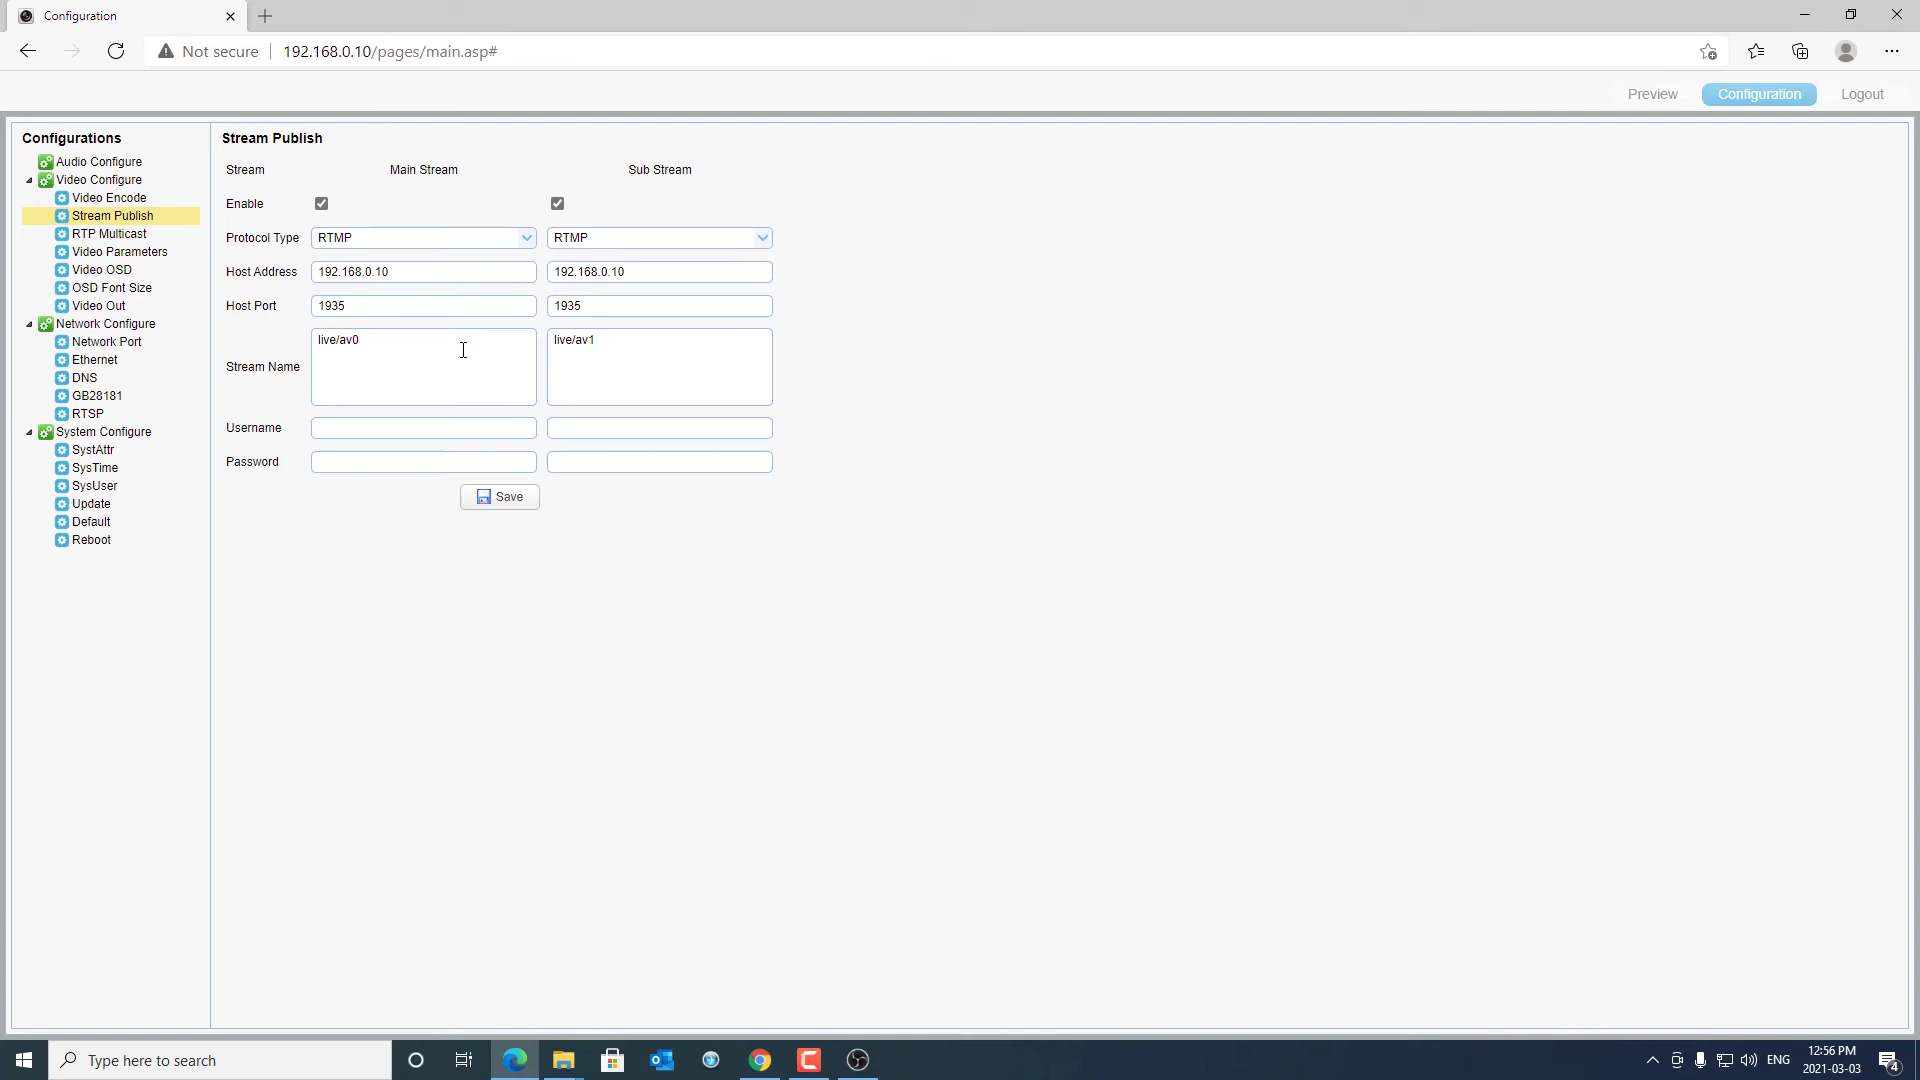 Configuration
Not secure 192.168.0.10/pages/main.asp#
Preview Configuration Logout
Configurations
Audio Configure
Video Configure
Video Encode
Stream Publish
RTP Multicast
Video Parameters
Video OSD
OSD Font Size
Video Out
Network Configure
Network Port
Ethernet
DNS
GB28181
RTSP
System Configure
SystAttr
SysTime
SysUser
Update
Default
Reboot
Stream Publish
Stream Main Stream Sub Stream
Enable
Protocol Type RTMP RTMP
Host Address 192.168.0.10 192.168.0.10
Host Port 1935 1935
Stream Name live/av0 live/av1
Username
Password
Save
Type here to search
ENG
12:56 PM
2021-03-03
4